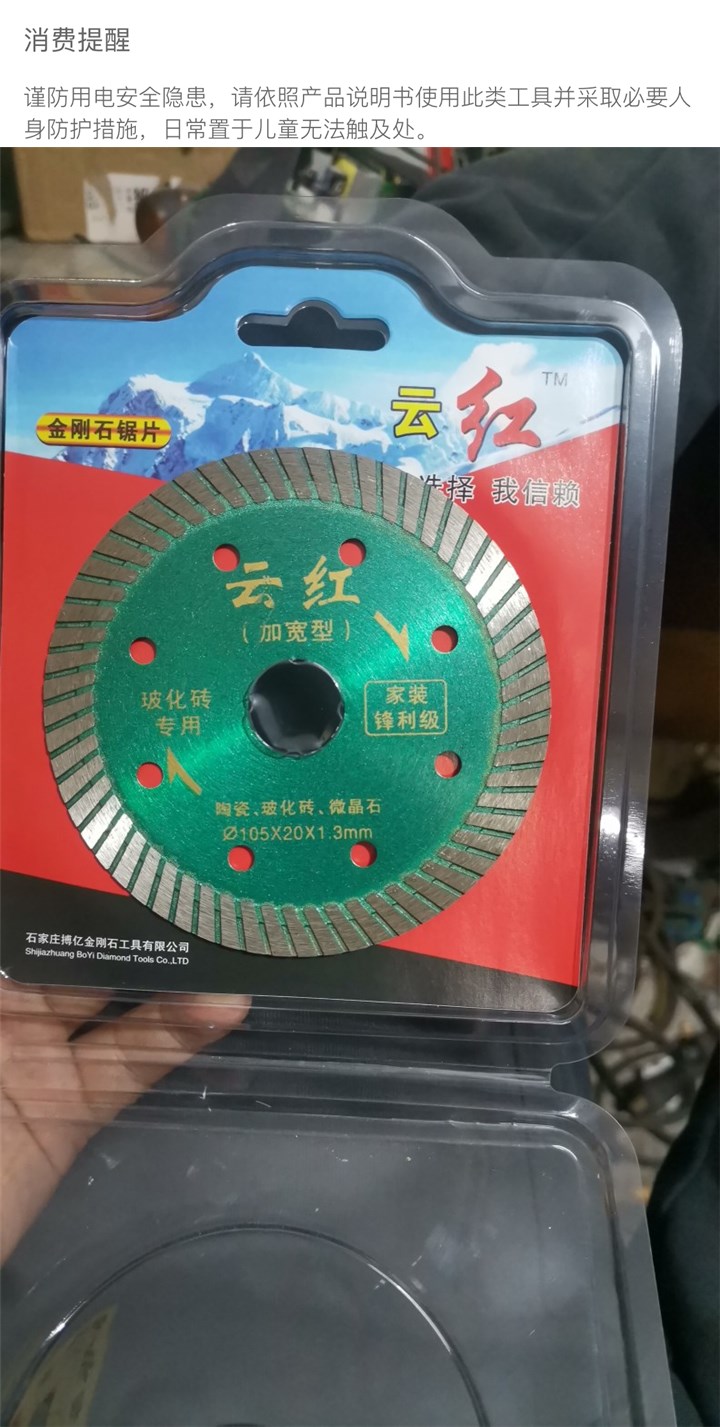 消费提醒
谨防用电安全隐患，请依照产品说明书使用此类工具并采取必要人
身防护措施，日常置于儿童无法触及处。
云红 TM
金刚石锯片
选择 我信赖
云红
（加宽型）
玻化砖
专用
家装
锋利级
陶瓷、玻化砖、微晶石
Ø105X20X1.3mm
石家庄搏亿金刚石工具有限公司
Shijiazhuang BoYi Diamond Tools Co.,LTD